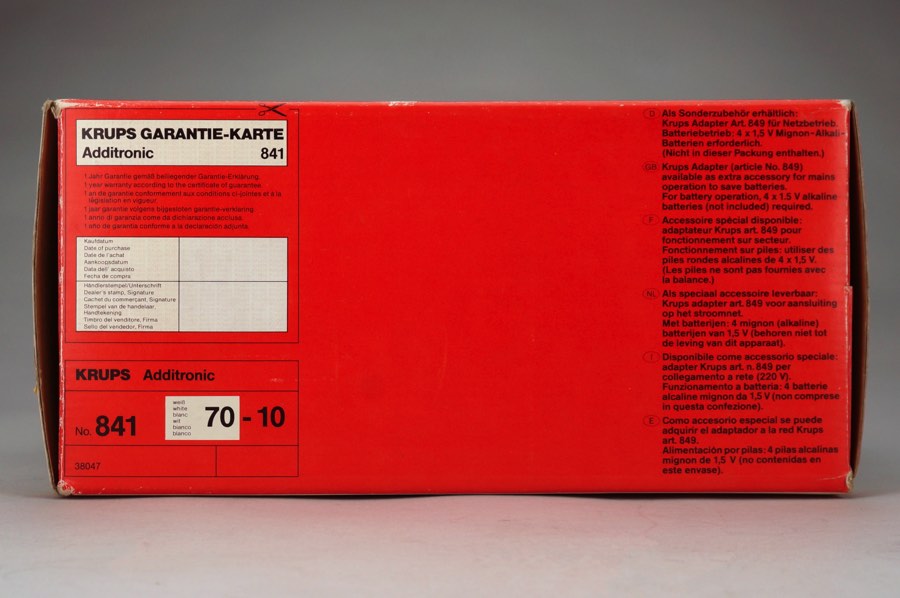 KRUPS GARANTIE-KARTE
Additronic 841
1 Jahr Garantie gemäß beiliegender Garantie-Erklärung.
1 year warranty according to the certificate of guarantee.
1 an de garantie conformement aux conditions ci-jointes et à la
législation en vigueur.
1 jaar garantie volgens bijgesloten garantie-verklaring.
1 anno di garanzia come da dichiarazione acclusa.
1 año de garantia conforme a la declaración adjunta.
Kaufdatum
Date of purchase
Date de l'achat
Aankoopsdatum
Data dell' acquisto
Fecha de compra
Händlerstempel/Unterschrift
Dealer's stamp, Signature
Cachet du commerçant, Signature
Stempel van de handelaar,
Handtekening
Timbro del venditore, Firma
Sello del vendedor, Firma
KRUPS Additronic
No. 841
weiß
white
blanc
wit
bianco
blanco
70 - 10
38047
D Als Sonderzubehör erhältlich:
Krups Adapter Art. 849 für Netzbetrieb.
Batteriebetrieb: 4 x 1,5 V Mignon-Alkali-
Batterien erforderlich.
(Nicht in dieser Packung enthalten.)
GB Krups Adapter (article No. 849)
available as extra accessory for mains
operation to save batteries.
For battery operation, 4 x 1.5 V alkaline
batteries (not included) required.
F Accessoire spécial disponible:
adaptateur Krups art. 849 pour
fonctionnement sur secteur.
Fonctionnement sur piles: utiliser des
piles rondes alcalines de 4 x 1,5 V.
(Les piles ne sont pas fournies avec
la balance.)
NL Als speciaal accessoire leverbaar:
Krups adapter art. 849 voor aansluiting
op het stroomnet.
Met batterijen: 4 mignon (alkaline)
batterijen van 1,5 V (behoren niet tot
de leving van dit apparaat).
I Disponibile come accessorio speciale:
adapter Krups art. n. 849 per
collegamento a rete (220 V).
Funzionamento a batteria: 4 batterie
alcaline mignon da 1,5 V (non comprese
in questa confezione).
E Como accesorio especial se puede
adquirir el adaptador a la red Krups
art. 849.
Alimentación por pilas: 4 pilas alcalinas
mignon de 1,5 V (no contenidas en
este envase).